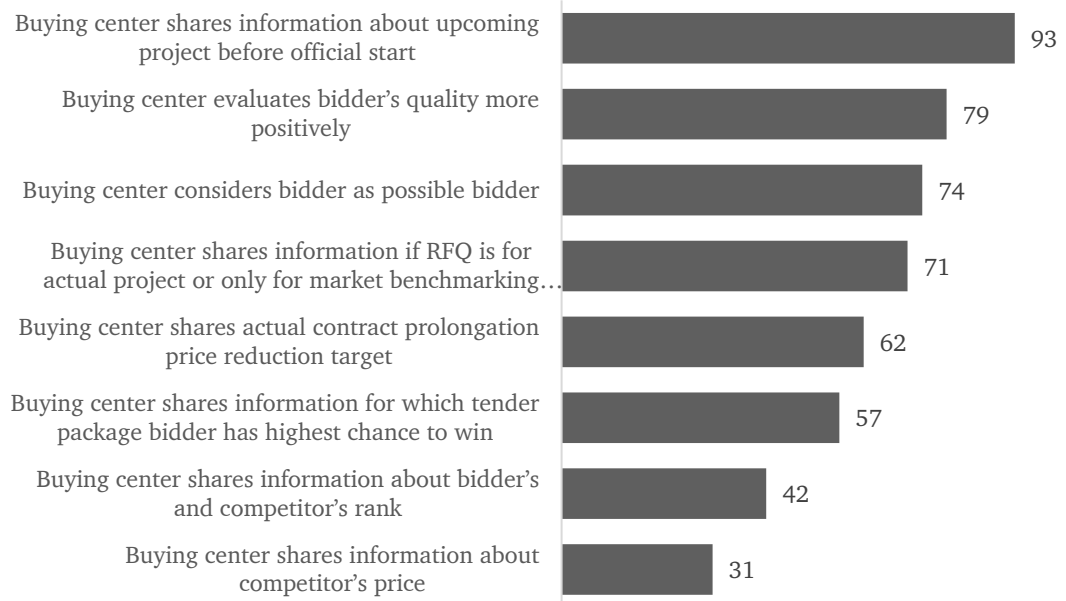 Buying center shares information about upcoming
project before official start
93
Buying center evaluates bidder’s quality more
positively
79
Buying center considers bidder as possible bidder
74
Buying center shares information if RFQ is for
actual project or only for market benchmarking…
71
Buying center shares actual contract prolongation
price reduction target
62
Buying center shares information for which tender
package bidder has highest chance to win
57
Buying center shares information about bidder’s
and competitor’s rank
42
Buying center shares information about
competitor’s price
31